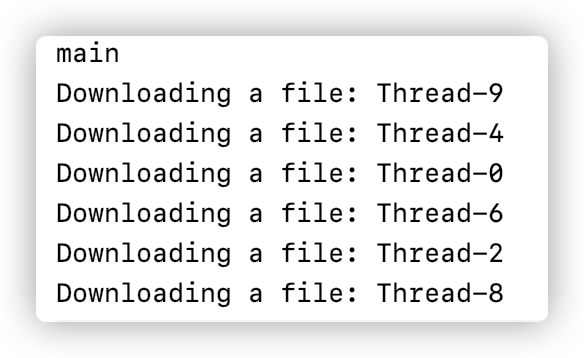 main
Downloading a file: Thread-9
Downloading a file: Thread-4
Downloading a file: Thread-0
Downloading a file: Thread-6
Downloading a file: Thread-2
Downloading a file: Thread-8